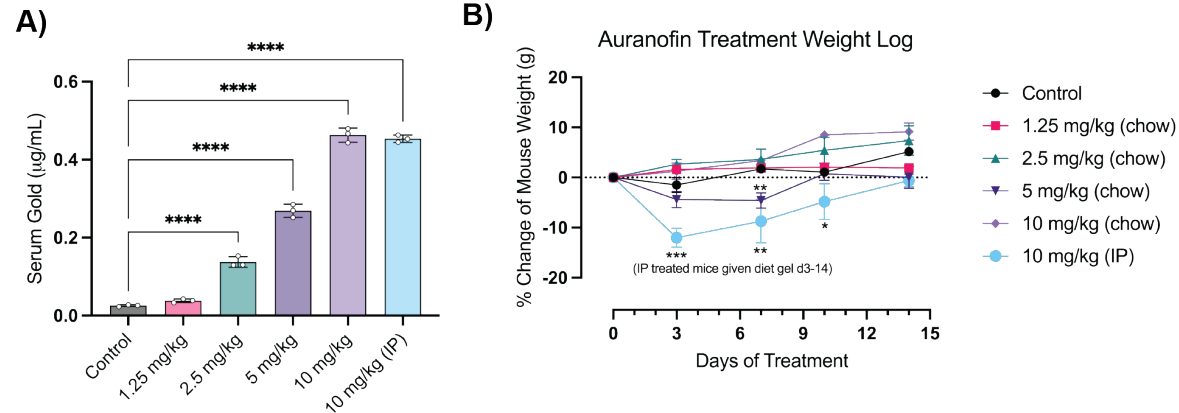 A)
****
****
****
****
Serum Gold (µg/mL)
0.6
0.4
0.2
0.0
Control
1.25 mg/kg
2.5 mg/kg
5 mg/kg
10 mg/kg
10 mg/kg (IP)
B)
Auranofin Treatment Weight Log
% Change of Mouse Weight (g)
20
10
0
-10
-20
**
*
***
**
(IP treated mice given diet gel d3-14)
0
3
6
9
12
15
Days of Treatment
Control
1.25 mg/kg (chow)
2.5 mg/kg (chow)
5 mg/kg (chow)
10 mg/kg (chow)
10 mg/kg (IP)